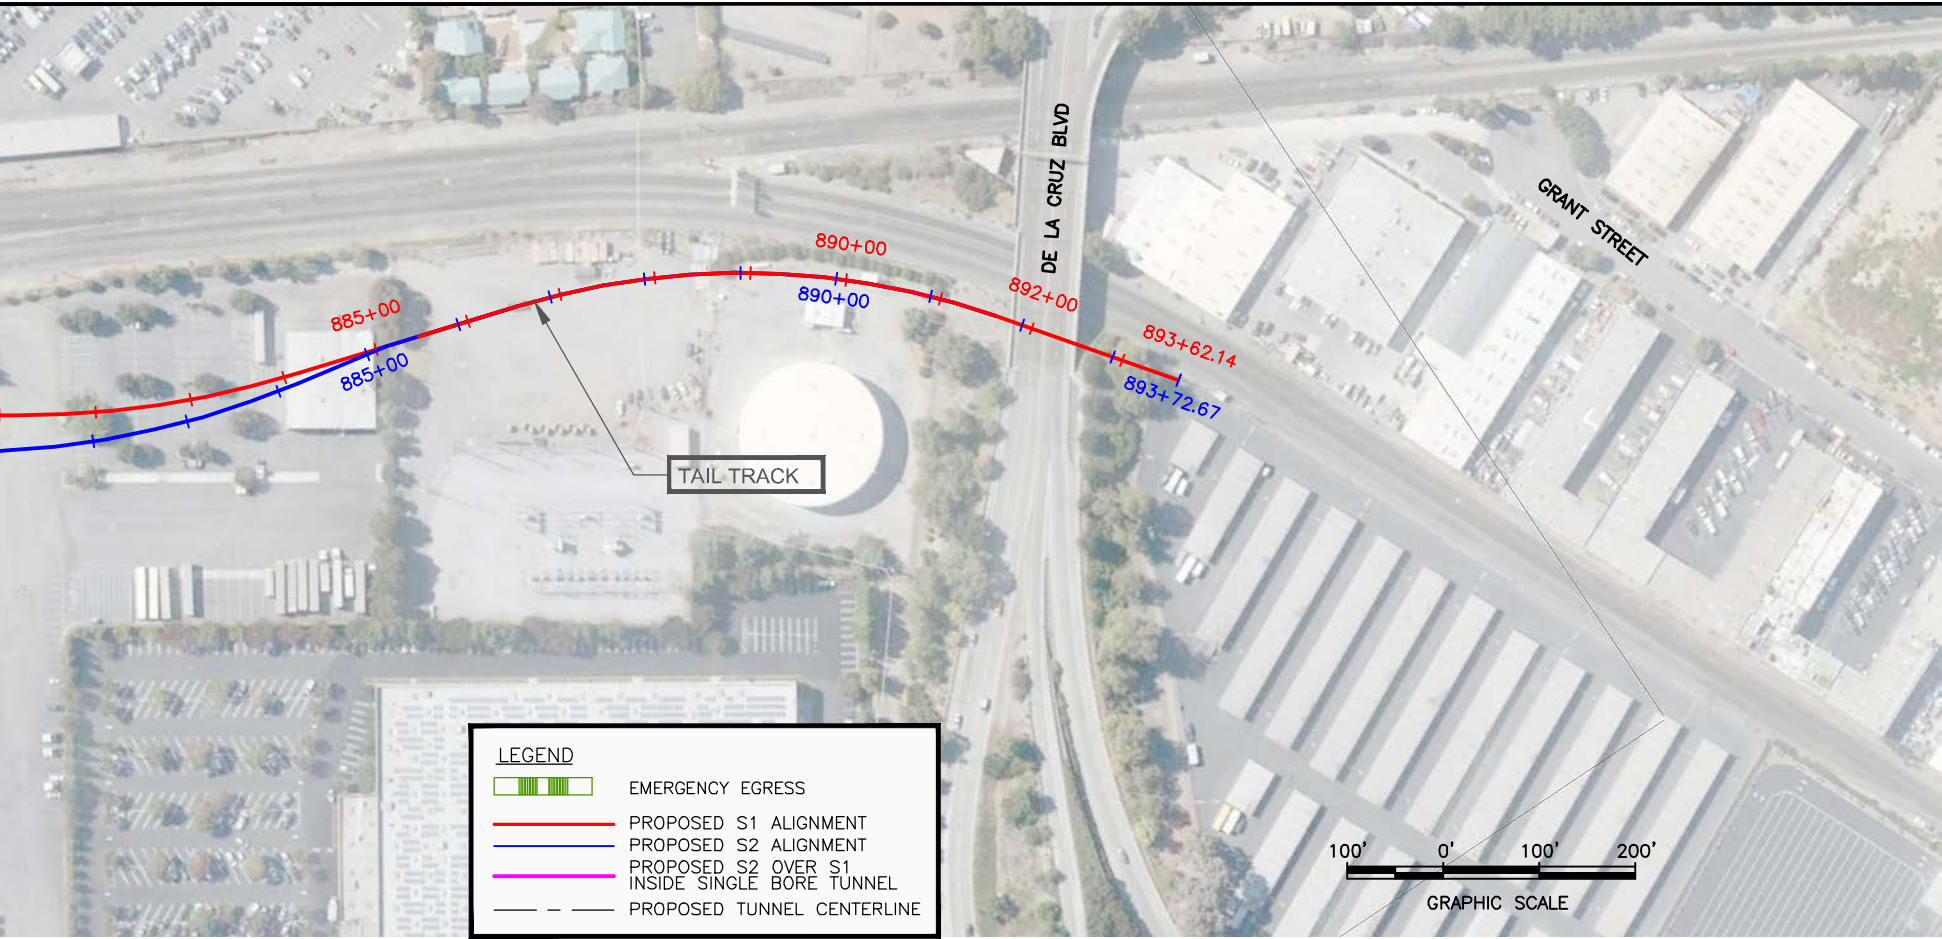 DE LA CRUZ BLVD
GRANT STREET
890+00
890+00
885+00
885+00
892+00
893+62.14
893+72.67
TAIL TRACK
LEGEND
EMERGENCY EGRESS
PROPOSED S1 ALIGNMENT
PROPOSED S2 ALIGNMENT
PROPOSED S2 OVER S1
INSIDE SINGLE BORE TUNNEL
PROPOSED TUNNEL CENTERLINE
100' 0' 100' 200'
GRAPHIC SCALE